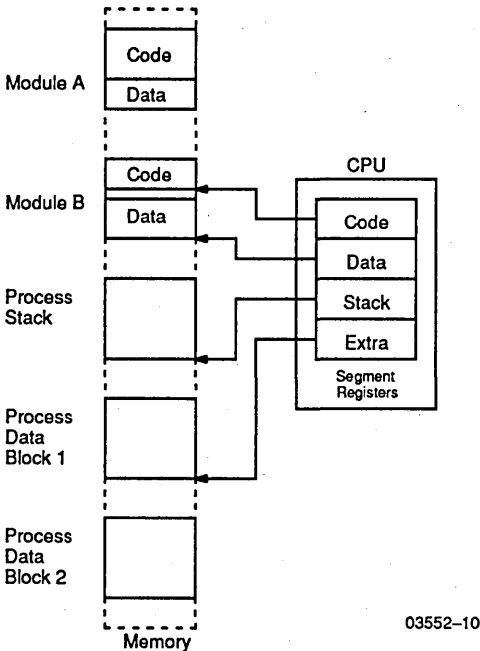 Module A
Code
Data
Module B
Code
Data
Process
Stack
Process
Data
Block 1
Process
Data
Block 2
Memory
CPU
Code
Data
Stack
Extra
Segment
Registers
03552–10